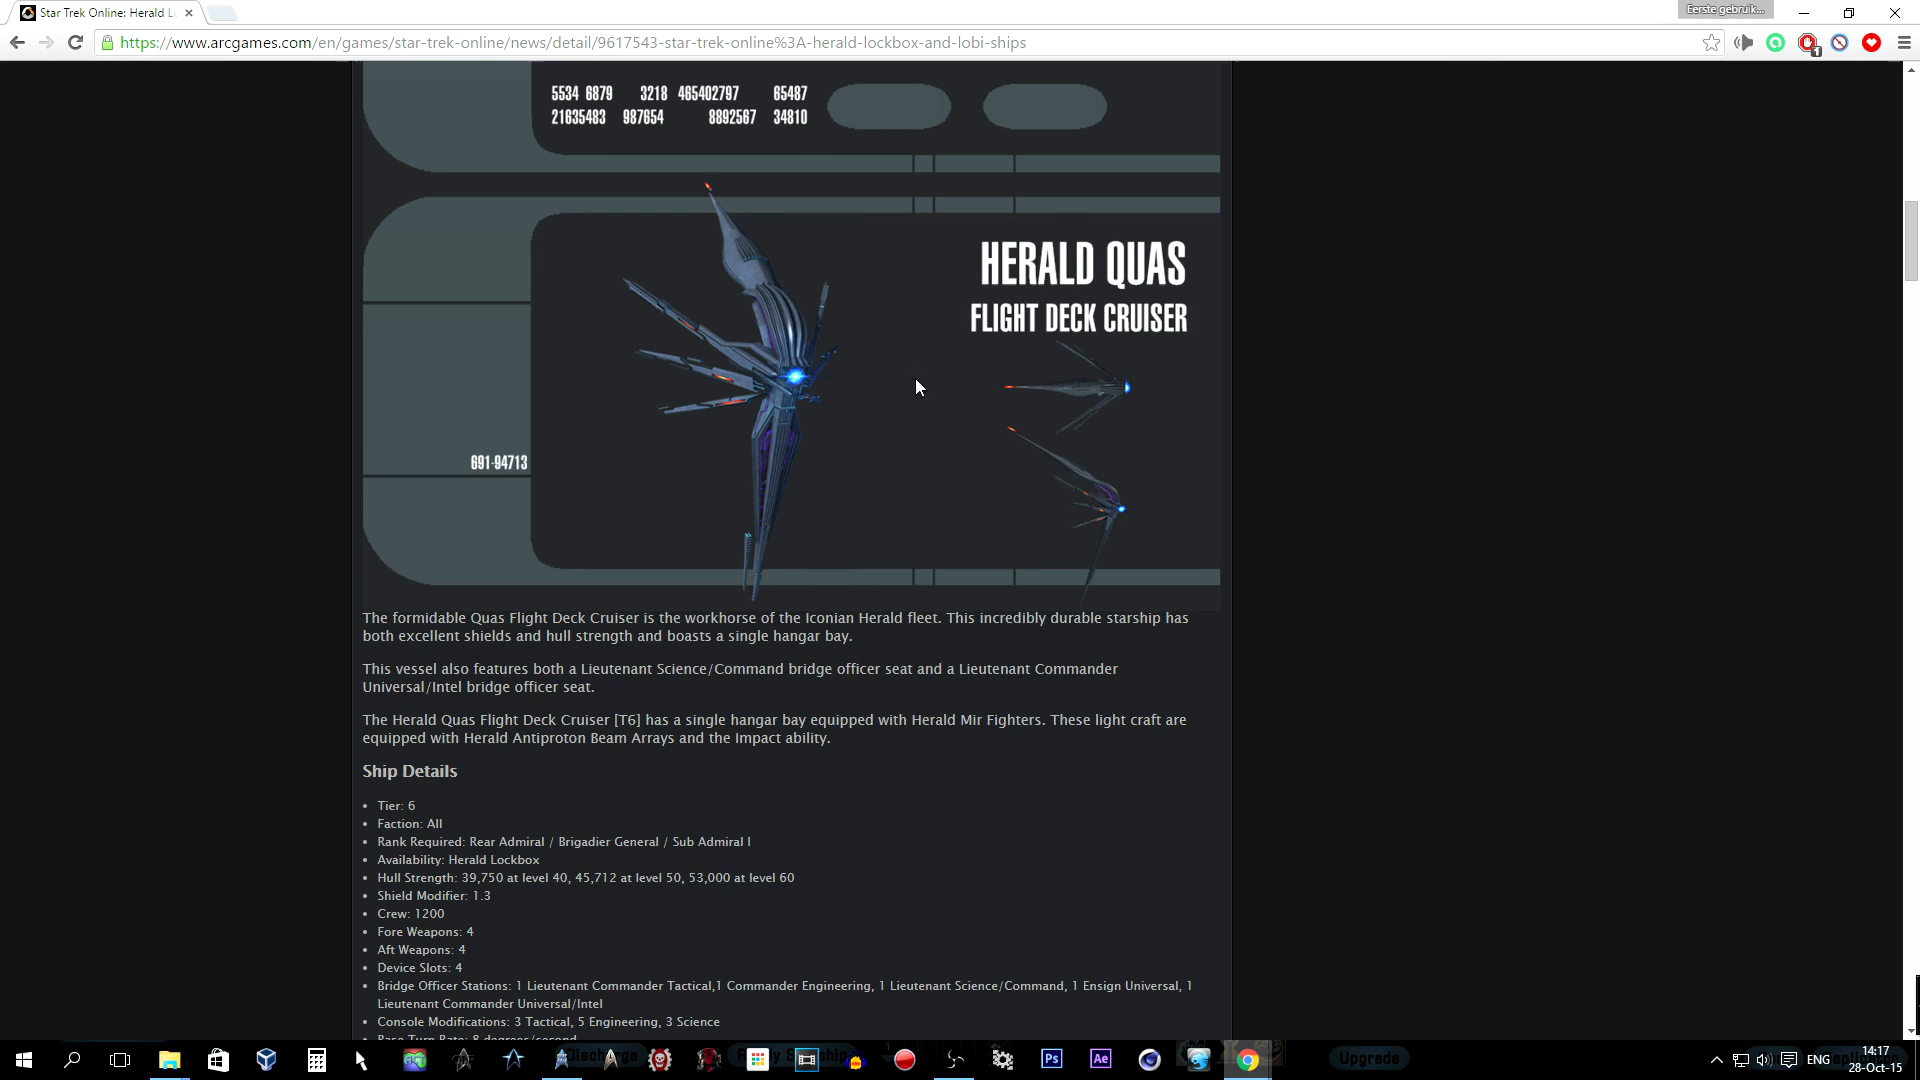 Star Trek Online: Herald L
Eerste gebruik...
https://www.arcgames.com/en/games/star-trek-online/news/detail/9617543-star-trek-online%3A-herald-lockbox-and-lobi-ships
1
5534 6879 3218 465402797 65487
21635483 987654 8892567 34810
HERALD QUAS
FLIGHT DECK CRUISER
691-94713
The formidable Quas Flight Deck Cruiser is the workhorse of the Iconian Herald fleet. This incredibly durable starship has
both excellent shields and hull strength and boasts a single hangar bay.
This vessel also features both a Lieutenant Science/Command bridge officer seat and a Lieutenant Commander
Universal/Intel bridge officer seat.
The Herald Quas Flight Deck Cruiser [T6] has a single hangar bay equipped with Herald Mir Fighters. These light craft are
equipped with Herald Antiproton Beam Arrays and the Impact ability.
Ship Details
• Tier: 6
• Faction: All
• Rank Required: Rear Admiral / Brigadier General / Sub Admiral I
• Availability: Herald Lockbox
• Hull Strength: 39,750 at level 40, 45,712 at level 50, 53,000 at level 60
• Shield Modifier: 1.3
• Crew: 1200
• Fore Weapons: 4
• Aft Weapons: 4
• Device Slots: 4
• Bridge Officer Stations: 1 Lieutenant Commander Tactical,1 Commander Engineering, 1 Lieutenant Science/Command, 1 Ensign Universal, 1
Lieutenant Commander Universal/Intel
• Console Modifications: 3 Tactical, 5 Engineering, 3 Science
• Base Turn Rate: 8 degrees/second
Discharge
Ps
Ae
Upgrade
ENG
14:17
28-Oct-15